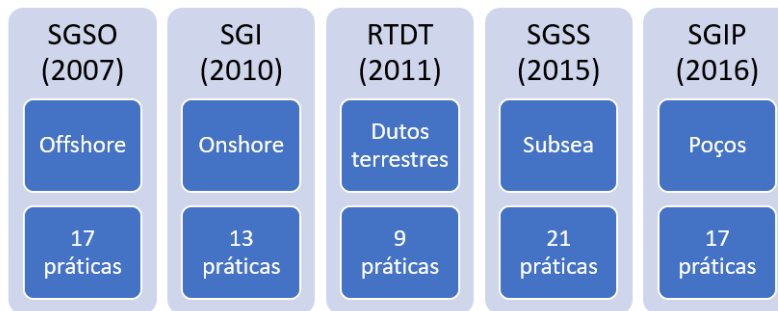 SGSO
(2007)
Offshore
17
práticas
SGI
(2010)
Onshore
13
práticas
RTDT
(2011)
Dutos
terrestres
9
práticas
SGSS
(2015)
Subsea
21
práticas
SGIP
(2016)
Poços
17
práticas